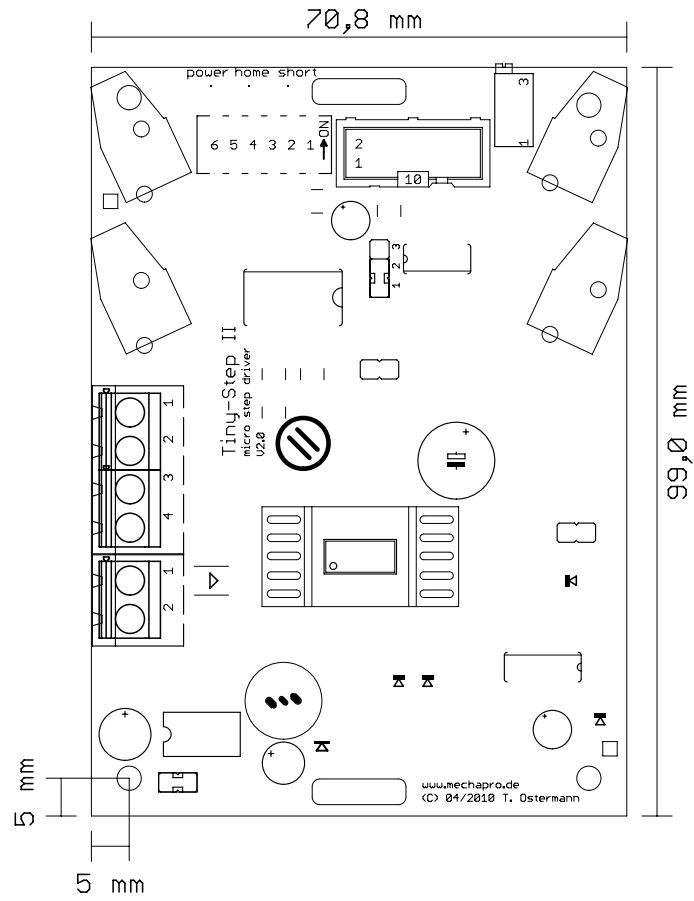 70,8 mm
power home short
3
1
ON
6 5 4 3 2 1
2
1
10
+
3
2
1
Tiny-Step II
micro step driver
V2.0
1
2
3
4
+
99,0 mm
1
2
+
+
+
www.mechapro.de
(C) 04/2010 T. Ostermann
5 mm
5 mm